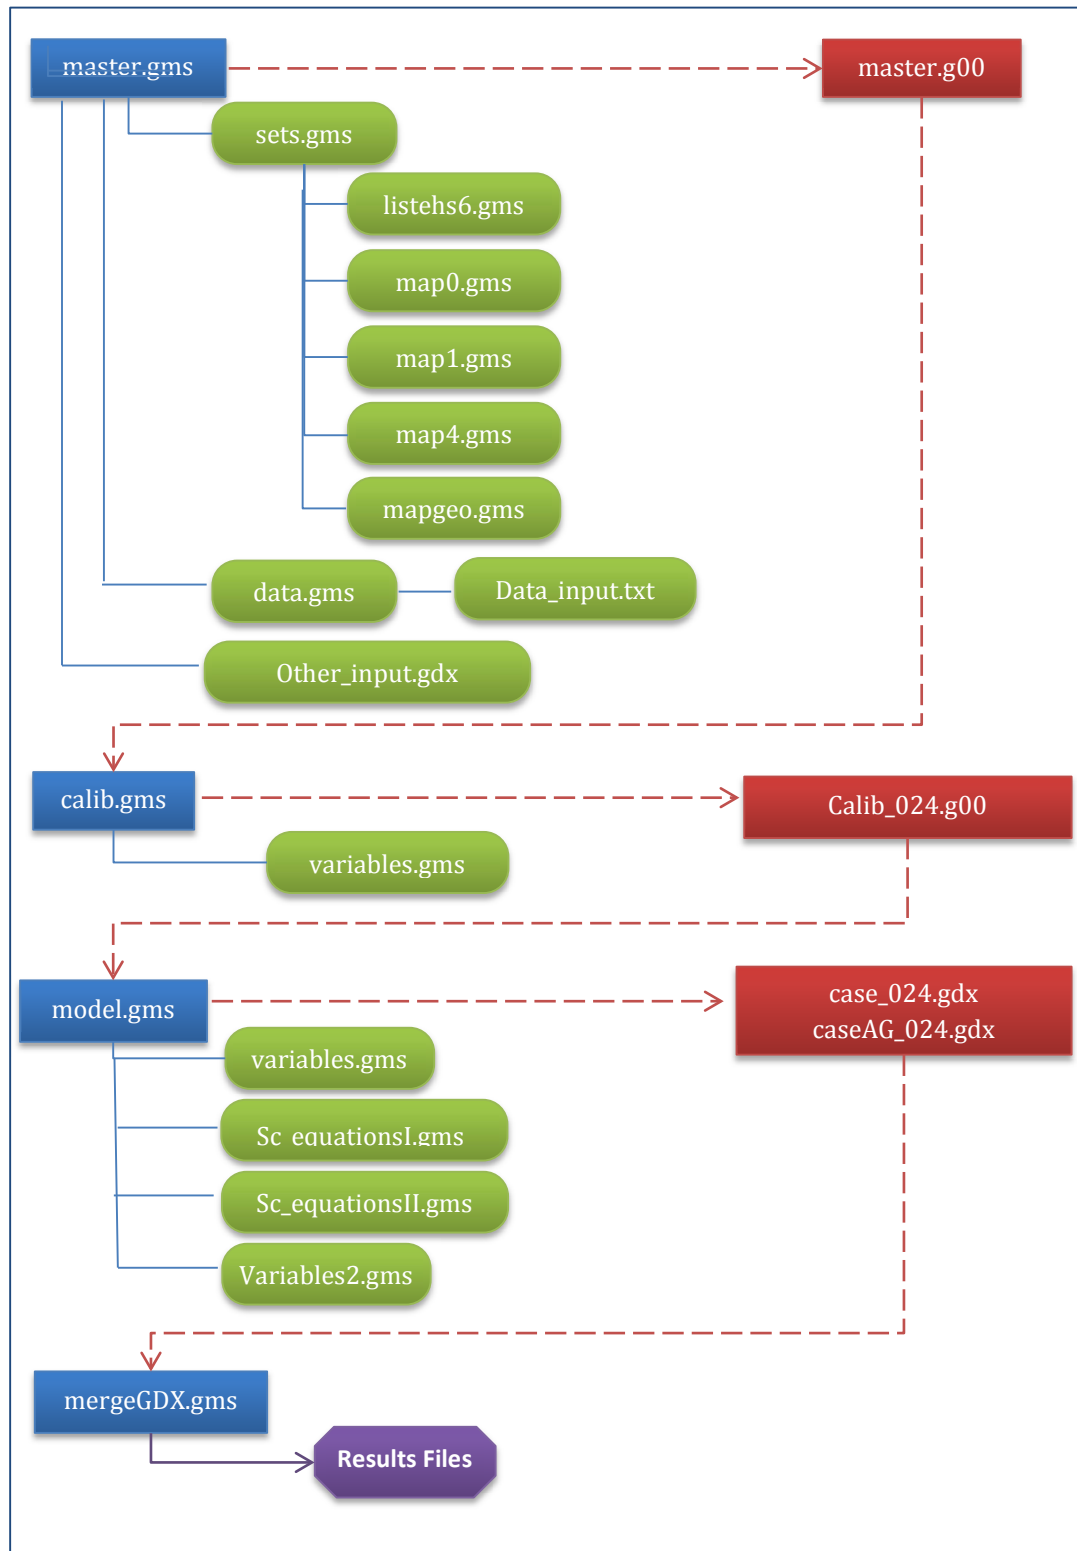 master.gms
master.g00
sets.gms
listehs6.gms
map0.gms
map1.gms
map4.gms
mapgeo.gms
data.gms
Data_input.txt
Other_input.gdx
calib.gms
Calib_024.g00
variables.gms
model.gms
case_024.gdx
caseAG_024.gdx
variables.gms
Sc_equationsI.gms
Sc_equationsII.gms
Variables2.gms
mergeGDX.gms
Results Files